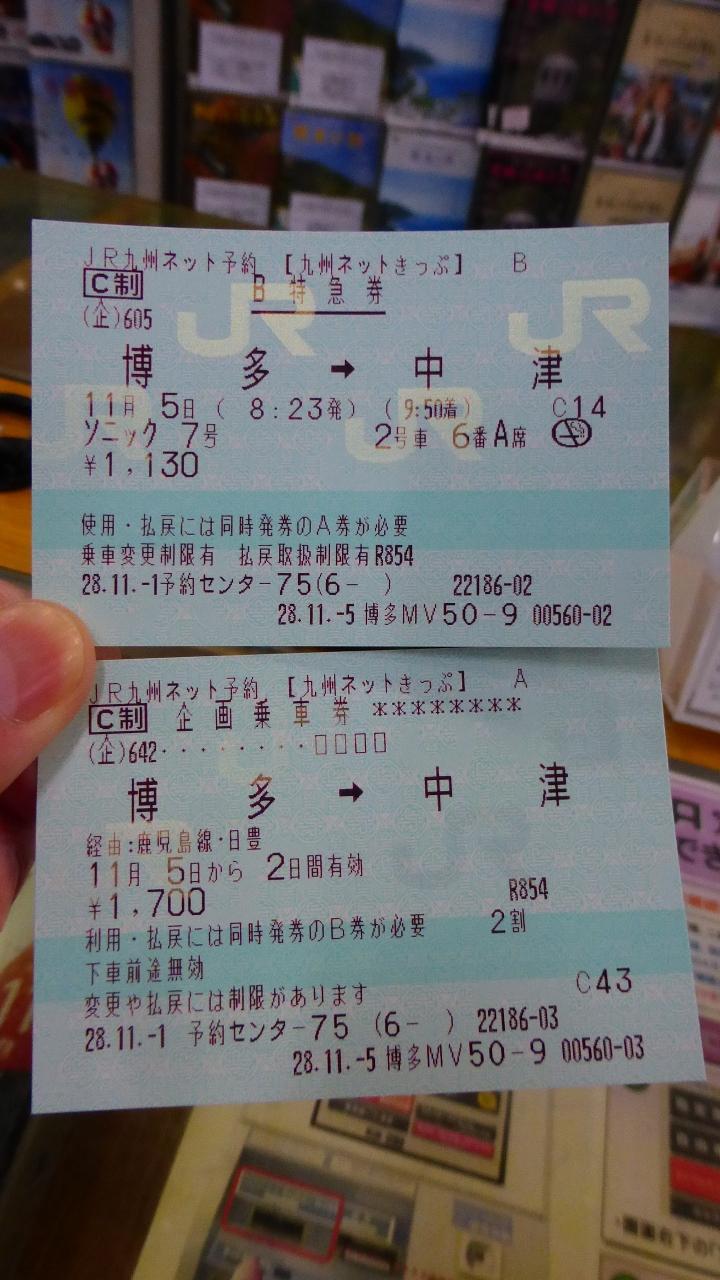 JR九州ネット予約 [九州ネットきっぷ] B
C制 B特急券
(企)605
博多 → 中津
11月 5日 ( 8:23発) ( 9:50着) C14
ソニック 7号 2号車 6番A席
¥1,130
使用・払戻には同時発券のA券が必要
乗車変更制限有 払戻取扱制限有R854
28.11.-1予約センター75(6- ) 22186-02
28.11.-5 博多MV50-9 00560-02
JR九州ネット予約 [九州ネットきっぷ] A
C制 企画乗車券 ********
(企)642・・・・・・・・□□□□
博多 → 中津
経由:鹿児島線・日豊
11月 5日から 2日間有効
¥1,700 R854
利用・払戻には同時発券のB券が必要 2割
下車前途無効
変更や払戻には制限があります C43
28.11.-1 予約センター75 (6- ) 22186-03
28.11.-5 博多MV50-9 00560-03